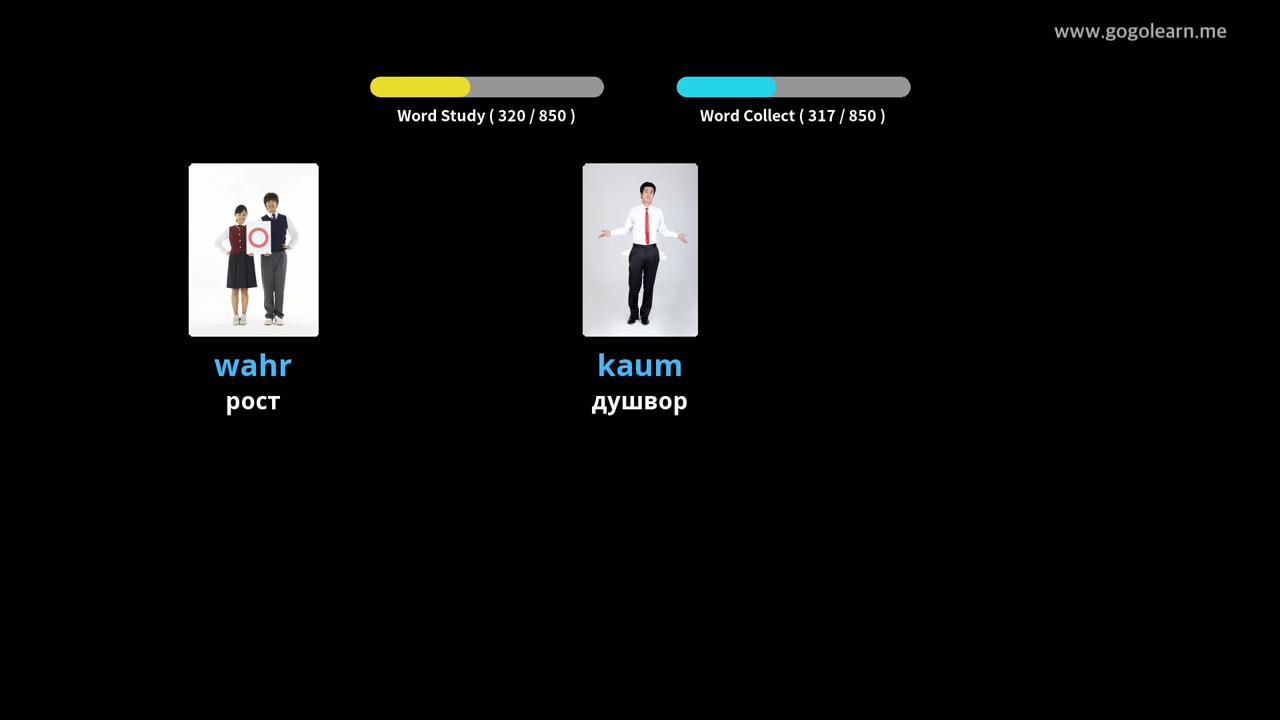 www.gogolearn.me
Word Study ( 320 / 850 )
Word Collect ( 317 / 850 )
wahr
рост
kaum
душвор